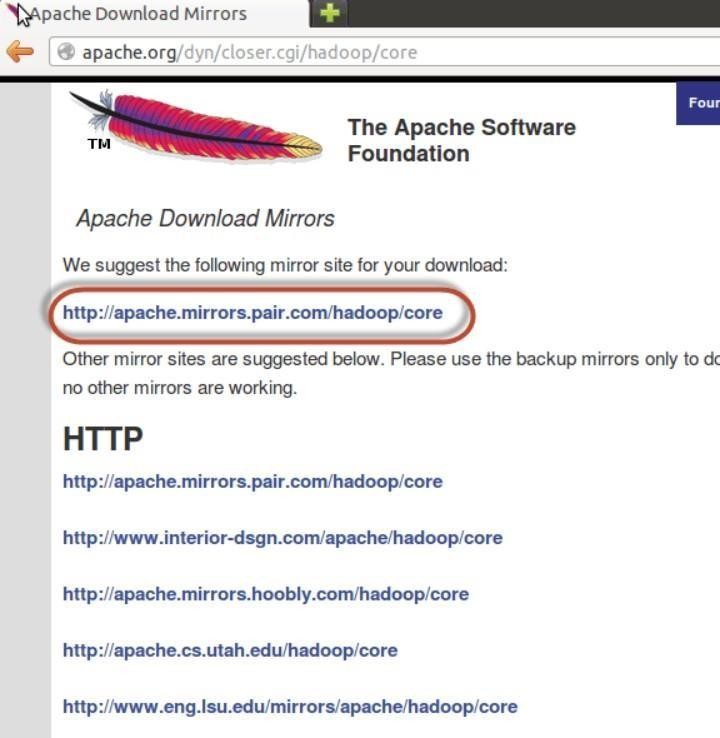 Apache Download Mirrors
apache.org/dyn/closer.cgi/hadoop/core
TM
The Apache Software
Foundation
Apache Download Mirrors
We suggest the following mirror site for your download:
http://apache.mirrors.pair.com/hadoop/core
Other mirror sites are suggested below. Please use the backup mirrors only to
no other mirrors are working.
HTTP
http://apache.mirrors.pair.com/hadoop/core
http://www.interior-dsgn.com/apache/hadoop/core
http://apache.mirrors.hoobly.com/hadoop/core
http://apache.cs.utah.edu/hadoop/core
http://www.eng.lsu.edu/mirrors/apache/hadoop/core